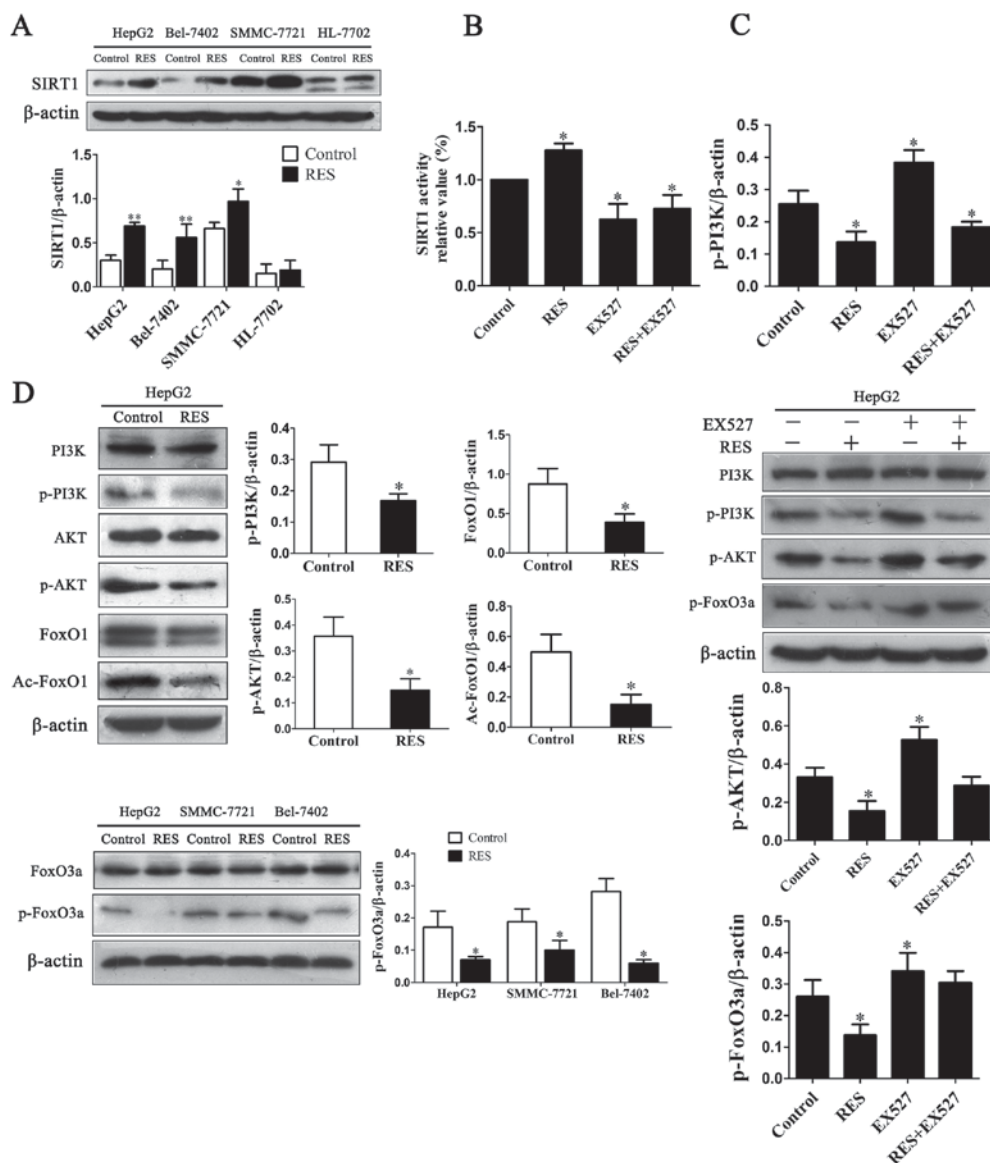 A
HepG2 Bel-7402 SMMC-7721 HL-7702
Control RES Control RES Control RES Control RES
SIRT1
β-actin
Control
RES
SIRT1/β-actin
1.5
1.0
0.5
0.0
HepG2
Bel-7402
SMMC-7721
HL-7702
** ** *
B
SIRT1 activity
relative value (%)
1.5
1.0
0.5
0.0
* * *
Control
RES
EX527
RES+EX527
C
p-PI3K/β-actin
0.5
0.4
0.3
0.2
0.1
0.0
* * *
Control
RES
EX527
RES+EX527
D
HepG2
Control RES
PI3K
p-PI3K
AKT
p-AKT
FoxO1
Ac-FoxO1
β-actin
p-PI3K/β-actin
0.4
0.3
0.2
0.1
0.0
*
Control RES
FoxO1/β-actin
1.5
1.0
0.5
0.0
*
Control RES
p-AKT/β-actin
0.5
0.4
0.3
0.2
0.1
0.0
*
Control RES
Ac-FoxO1/β-actin
0.8
0.6
0.4
0.2
0.0
*
Control RES
HepG2
EX527 − − + +
RES − + − +
PI3K
p-PI3K
p-AKT
p-FoxO3a
β-actin
p-AKT/β-actin
0.8
0.6
0.4
0.2
0.0
* *
Control
RES
EX527
RES+EX527
HepG2 SMMC-7721 Bel-7402
Control RES Control RES Control RES
FoxO3a
p-FoxO3a
β-actin
Control
RES
p-FoxO3a/β-actin
0.4
0.3
0.2
0.1
0.0
* * *
HepG2 SMMC-7721 Bel-7402
p-FoxO3a/β-actin
0.5
0.4
0.3
0.2
0.1
0.0
* *
Control
RES
EX527
RES+EX527